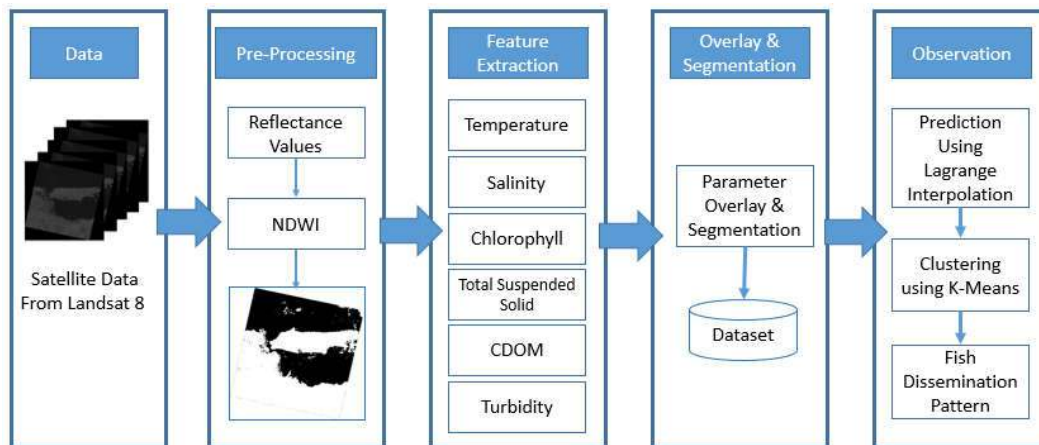 Data
Satellite Data
From Landsat 8
Pre-Processing
Reflectance
Values
NDWI
Feature
Extraction
Temperature
Salinity
Chlorophyll
Total Suspended
Solid
CDOM
Turbidity
Overlay &
Segmentation
Parameter
Overlay &
Segmentation
Dataset
Observation
Prediction
Using
Lagrange
Interpolation
Clustering
using K-Means
Fish
Dissemination
Pattern